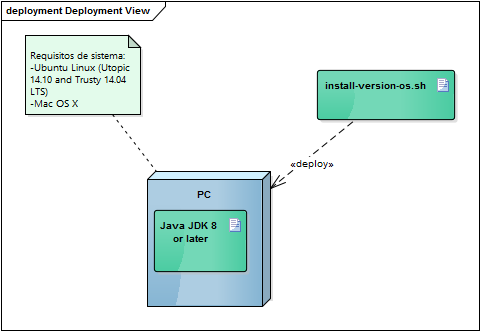 deployment Deployment View
Requisitos de sistema:
-Ubuntu Linux (Utopic
14.10 and Trusty 14.04
LTS)
-Mac OS X
install-version-os.sh
«deploy»
PC
Java JDK 8
or later